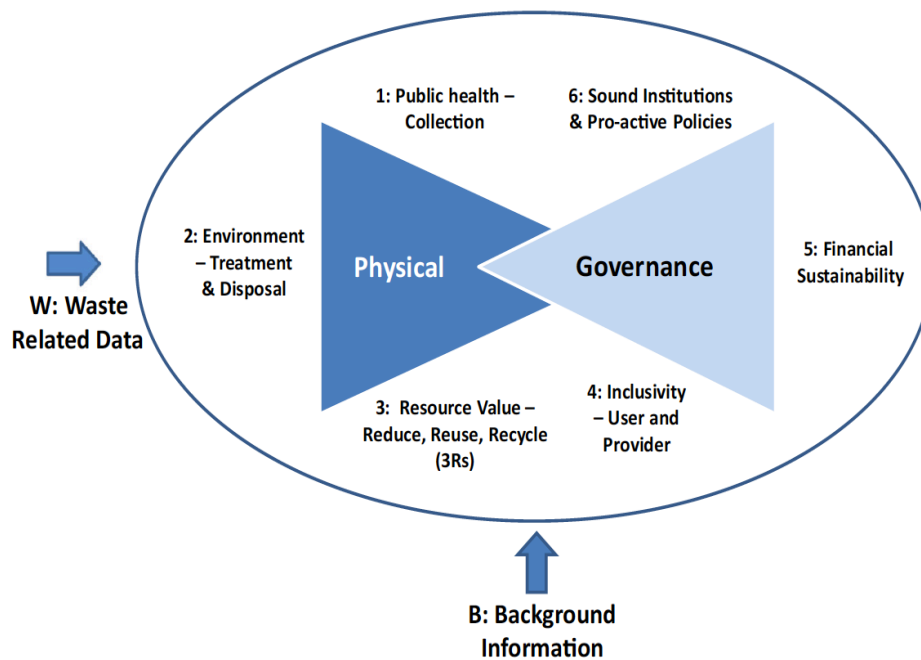 1: Public health –
Collection
6: Sound Institutions
& Pro-active Policies
2: Environment
– Treatment
& Disposal
Physical
Governance
5: Financial
Sustainability
W: Waste
Related Data
3:  Resource Value –
Reduce, Reuse, Recycle
(3Rs)
4: Inclusivity
– User and
Provider
B: Background
Information